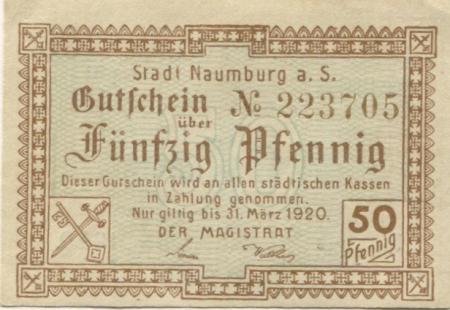 Stadt Naumburg a. S.
Gutschein № 223705
über
Fünfzig Pfennig
Dieser Gutschein wird an allen städtischen Kassen
in Zahlung genommen.
Nur giltig bis 31. März 1920.
DER MAGISTRAT
50
Pfennig